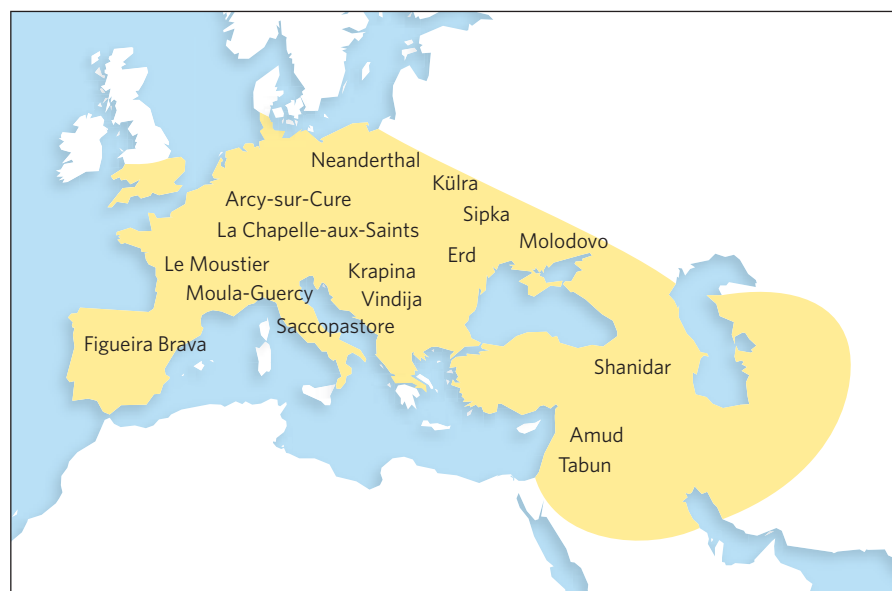 Neanderthal
Külra
Arcy-sur-Cure
Sipka
La Chapelle-aux-Saints
Molodovo
Erd
Le Moustier
Krapina
Moula-Guercy
Vindija
Saccopastore
Figueira Brava
Shanidar
Amud
Tabun